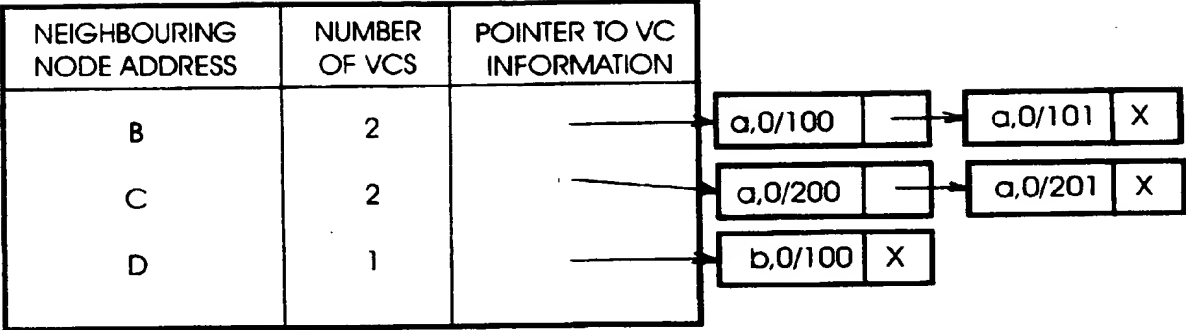 NEIGHBOURING NODE ADDRESS NUMBER OF VCS POINTER TO VC INFORMATION
B 2 a,0/100 a,0/101 X
C 2 a,0/200 a,0/201 X
D 1 b,0/100 X